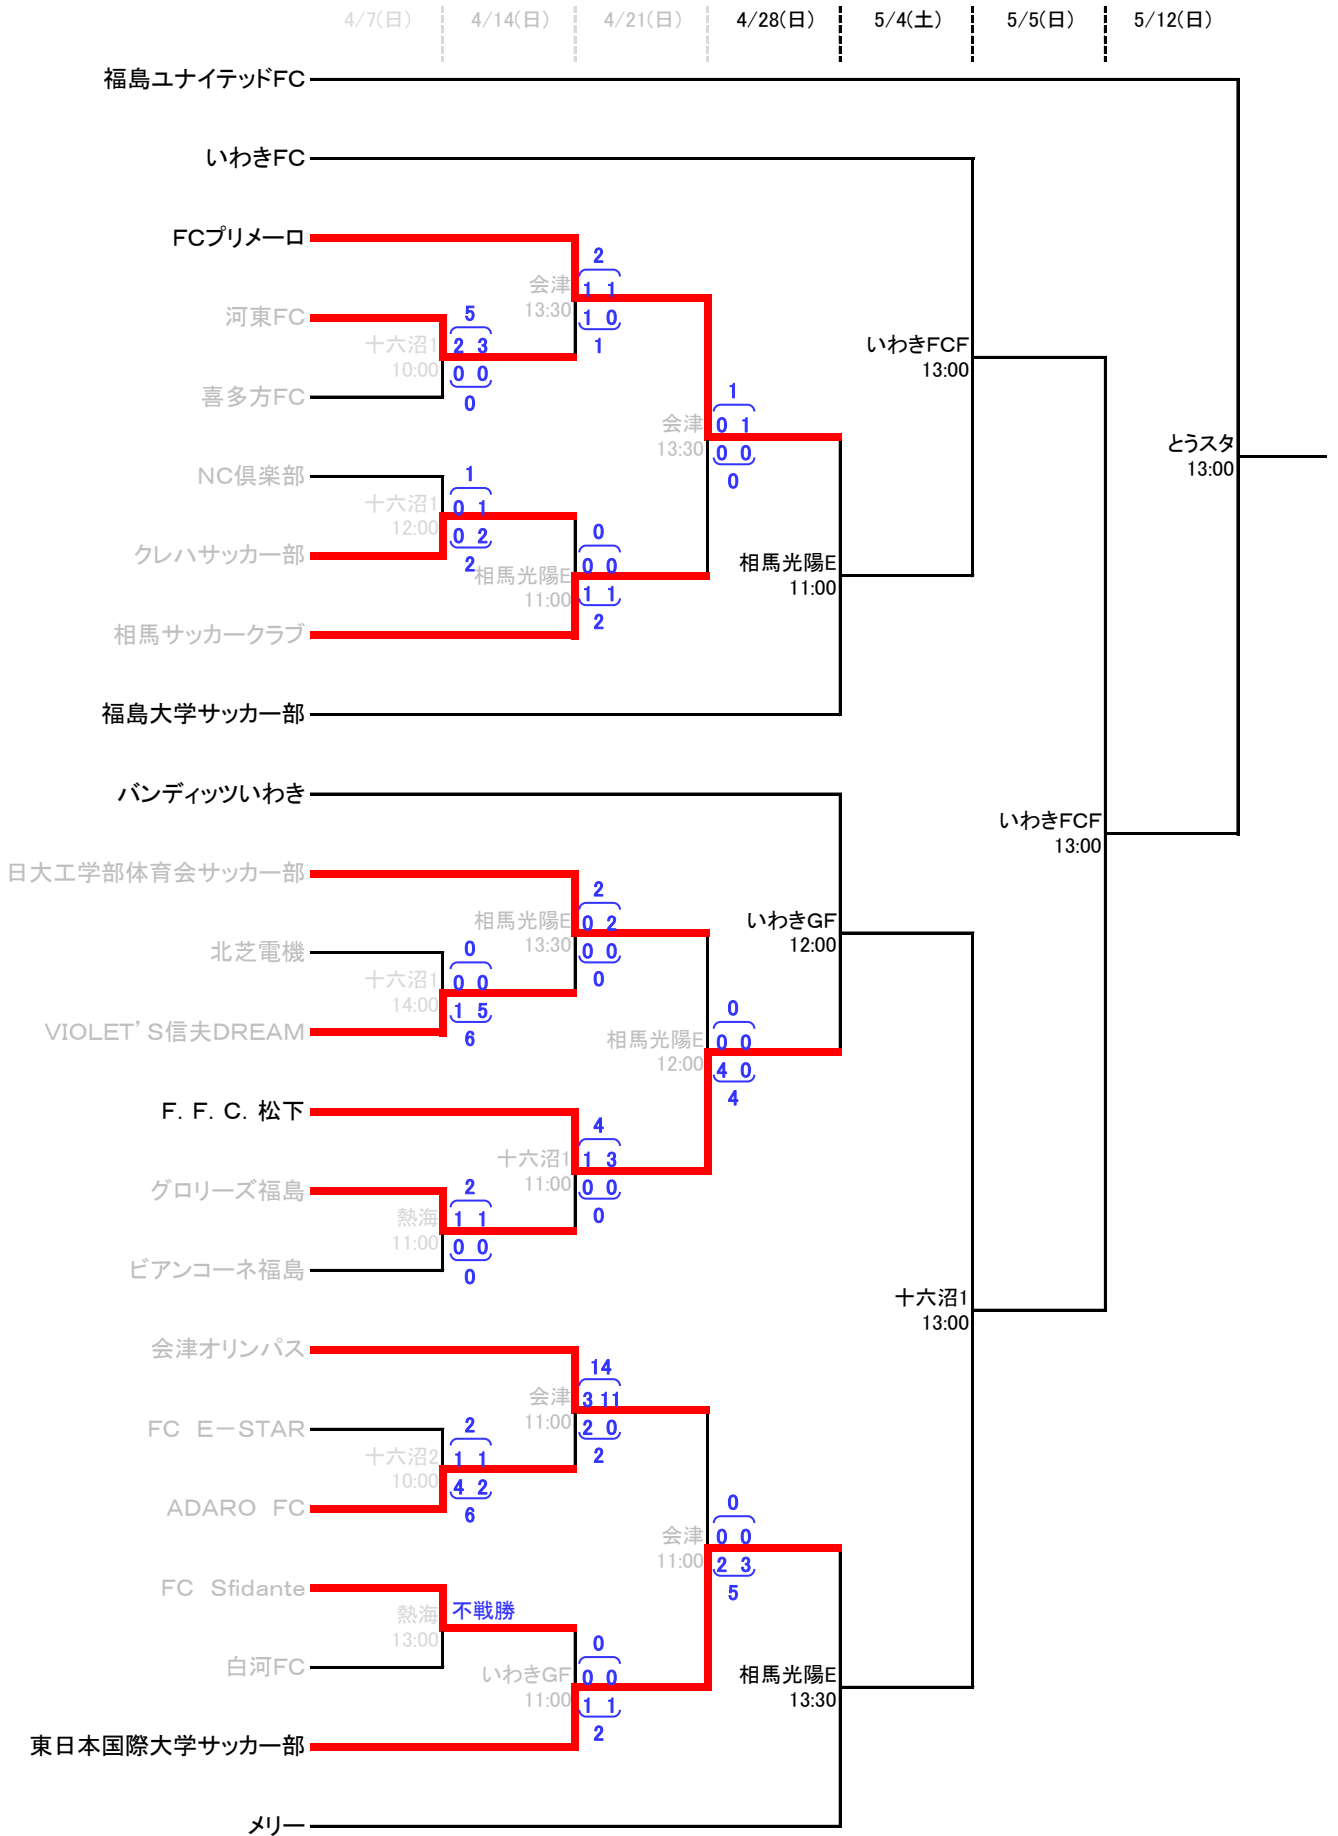 4/7(日) 4/14(日) 4/21(日) 4/28(日) 5/4(土) 5/5(日) 5/12(日)
福島ユナイテッドFC
いわきFC
FCプリメーロ
2
会津 1 1
13:30 1 0
1
河東FC
5
十六沼1 2 3
10:00 0 0
0
喜多方FC
いわきFCF
13:00
1
会津 0 1
13:30 0 0
0
とうスタ
13:00
NC倶楽部
1
十六沼1 0 1
12:00 0 2
2
クレハサッカー部
0
相馬光陽E 0 0
11:00 1 1
2
相馬光陽E
11:00
相馬サッカークラブ
福島大学サッカー部
バンディッツいわき
いわきFCF
13:00
日大工学部体育会サッカー部
2
相馬光陽E 0 2
13:30 0 0
0
いわきGF
12:00
北芝電機
0
十六沼1 0 0
14:00 1 5
6
VIOLET'S信夫DREAM
0
相馬光陽E 0 0
12:00 4 0
4
F.F.C.松下
4
十六沼1 1 3
11:00 0 0
0
グロリーズ福島
2
熱海 1 1
11:00 0 0
0
ビアンコーネ福島
十六沼1
13:00
会津オリンパス
14
会津 3 11
11:00 2 0
2
FC E-STAR
2
十六沼2 1 1
10:00 4 2
6
ADARO FC
0
会津 0 0
11:00 2 3
5
FC Sfidante
不戦勝
熱海
13:00
白河FC
0
いわきGF 0 0
11:00 1 1
2
相馬光陽E
13:30
東日本国際大学サッカー部
メリー